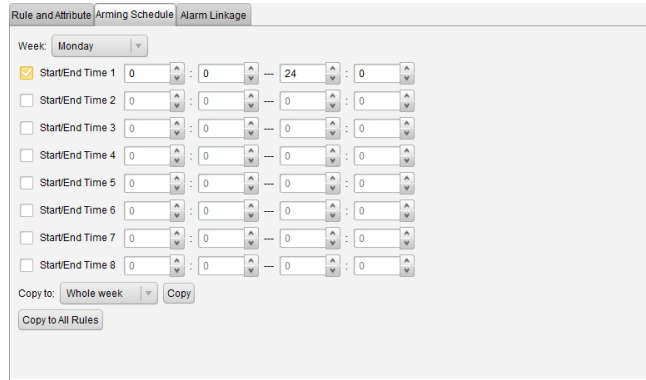 Rule and Attribute Arming Schedule Alarm Linkage
Week: Monday
Start/End Time 1 0 : 0 --- 24 : 0
Start/End Time 2 0 : 0 --- 0 : 0
Start/End Time 3 0 : 0 --- 0 : 0
Start/End Time 4 0 : 0 --- 0 : 0
Start/End Time 5 0 : 0 --- 0 : 0
Start/End Time 6 0 : 0 --- 0 : 0
Start/End Time 7 0 : 0 --- 0 : 0
Start/End Time 8 0 : 0 --- 0 : 0
Copy to: Whole week Copy
Copy to All Rules